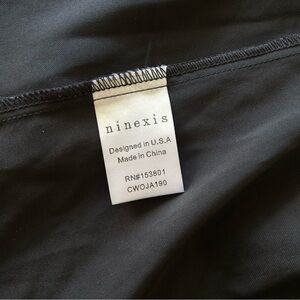 ninexis
Designed in U.S.A
Made in China
RN#153601
CWOJA190